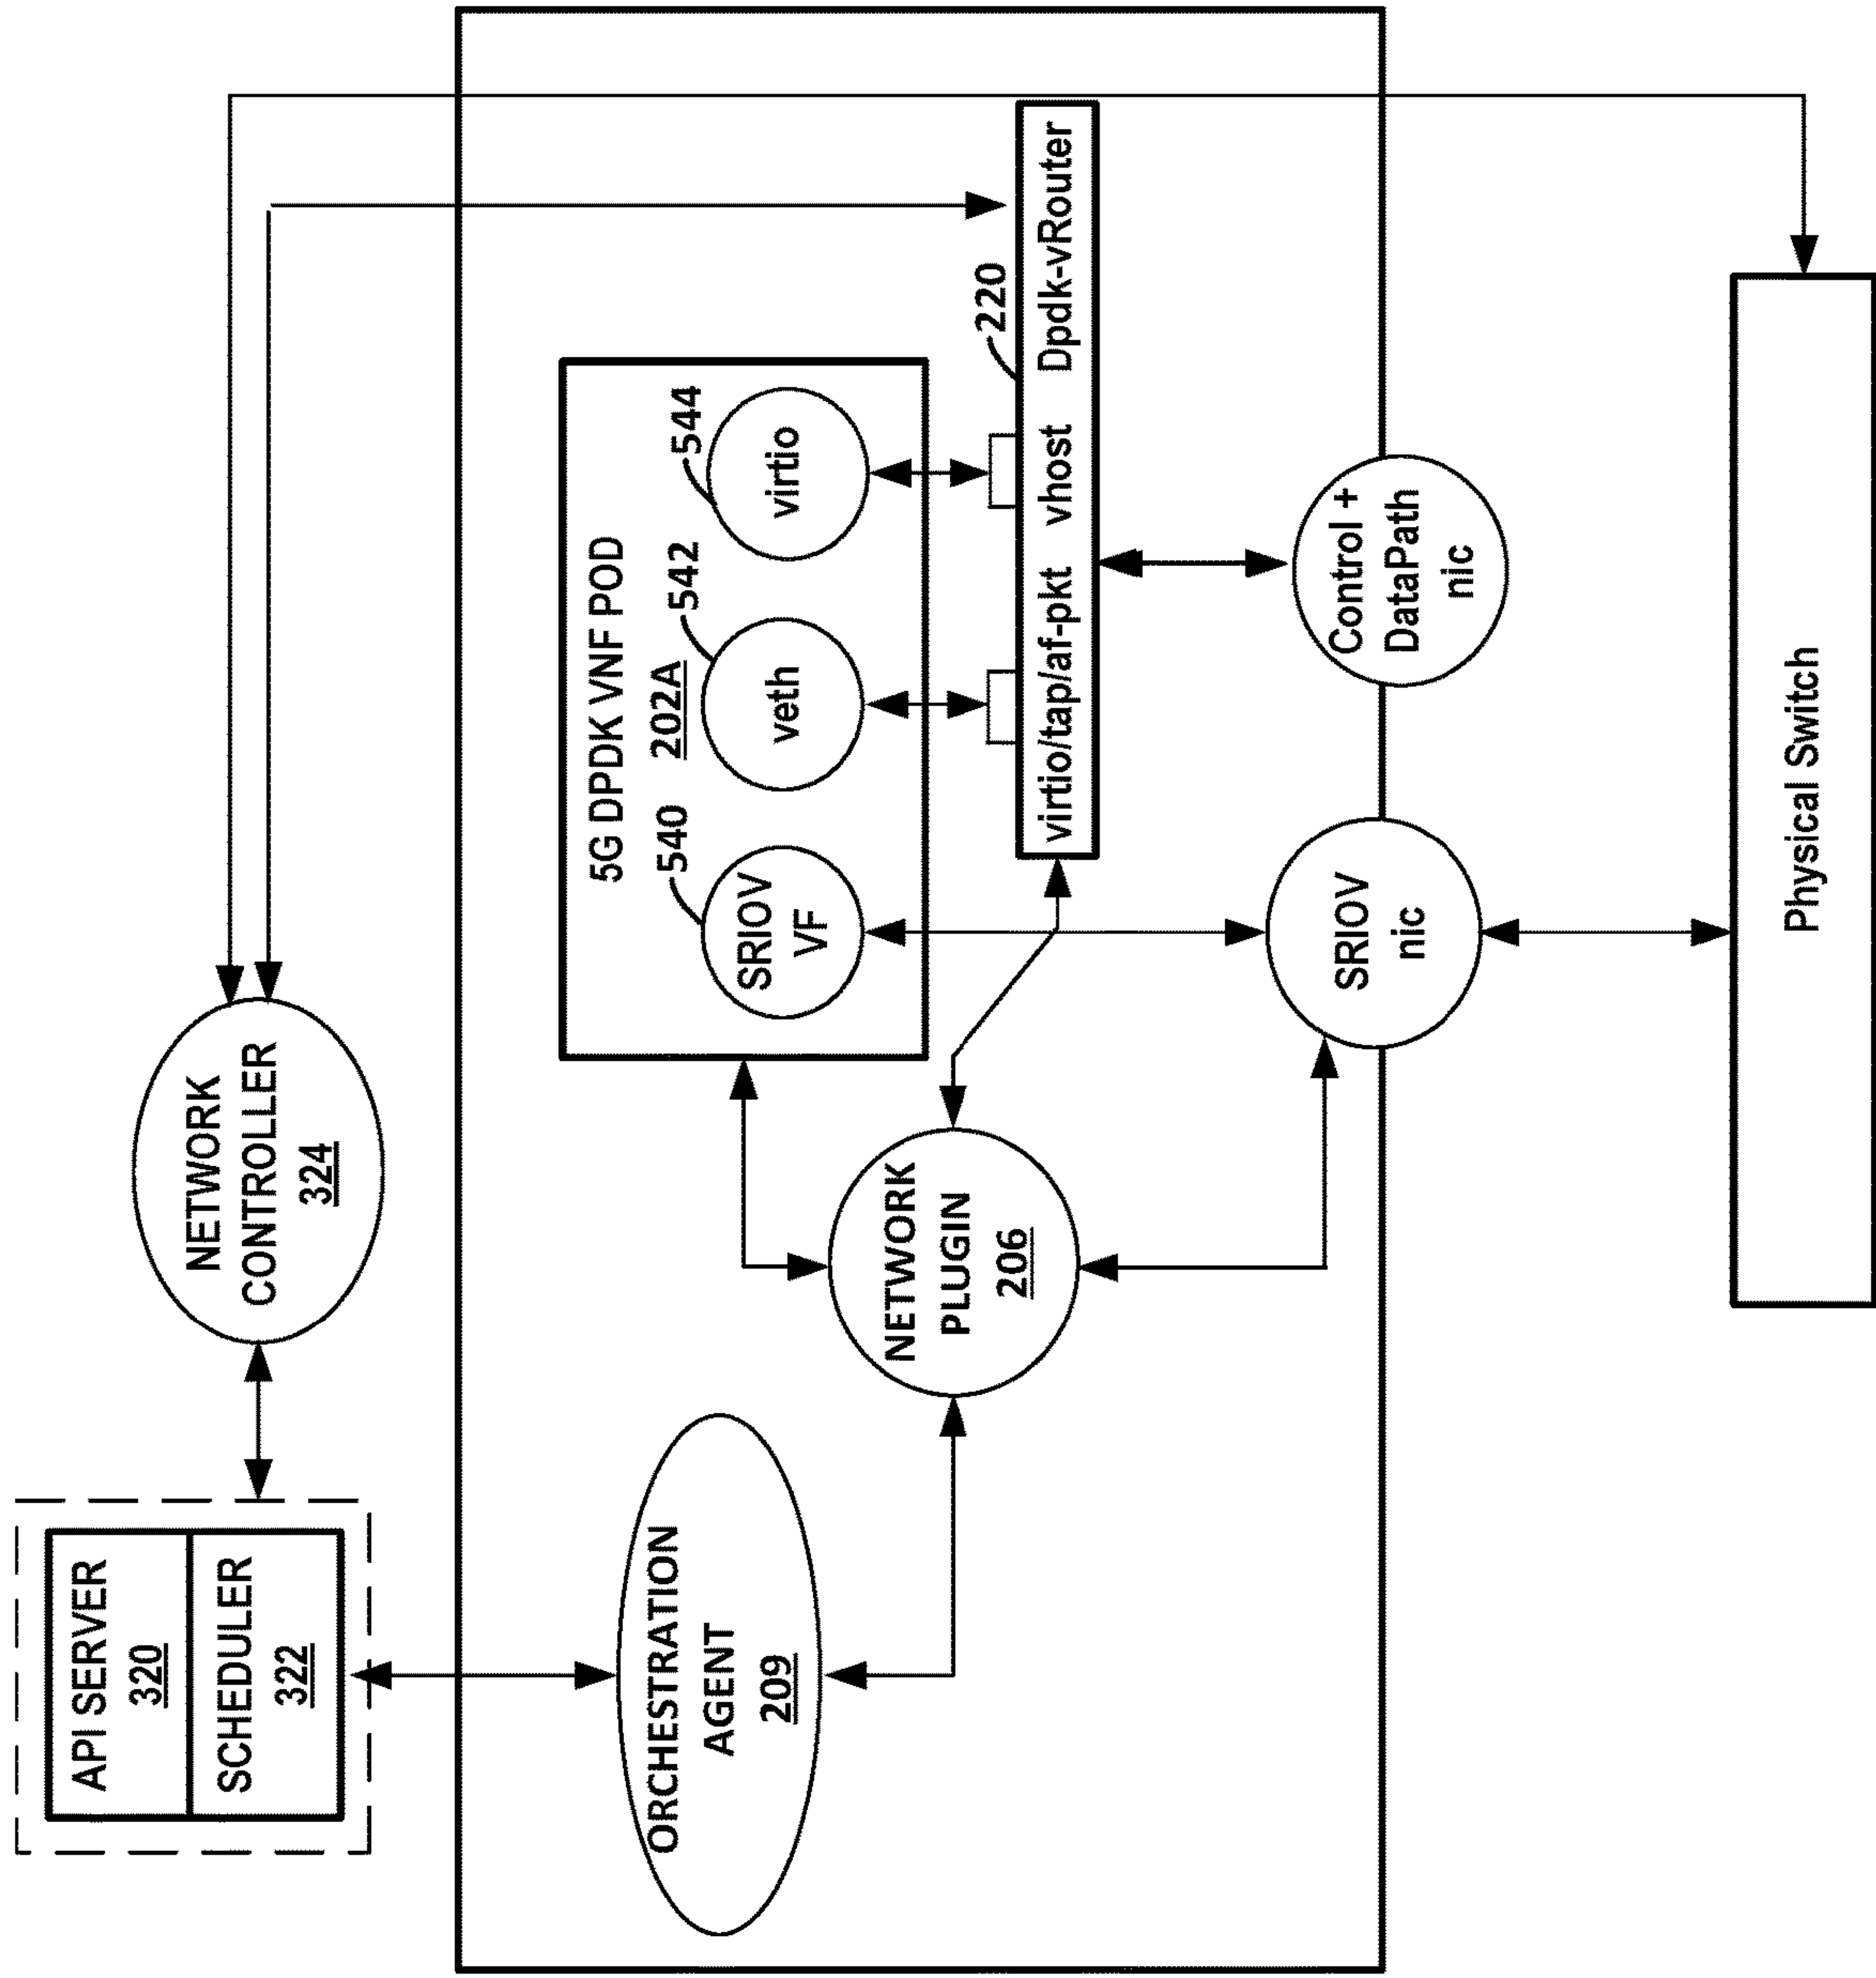 API SERVER
320
SCHEDULER
322
NETWORK
CONTROLLER
324
ORCHESTRATION
AGENT
209
NETWORK
PLUGIN
206
5G DPDK VNF POD
202A
540
SRIOV
VF
542
veth
544
virtio
220
virtio/tap/af-pkt vhost Dpdk-vRouter
SRIOV
nic
Control +
DataPath
nic
Physical Switch